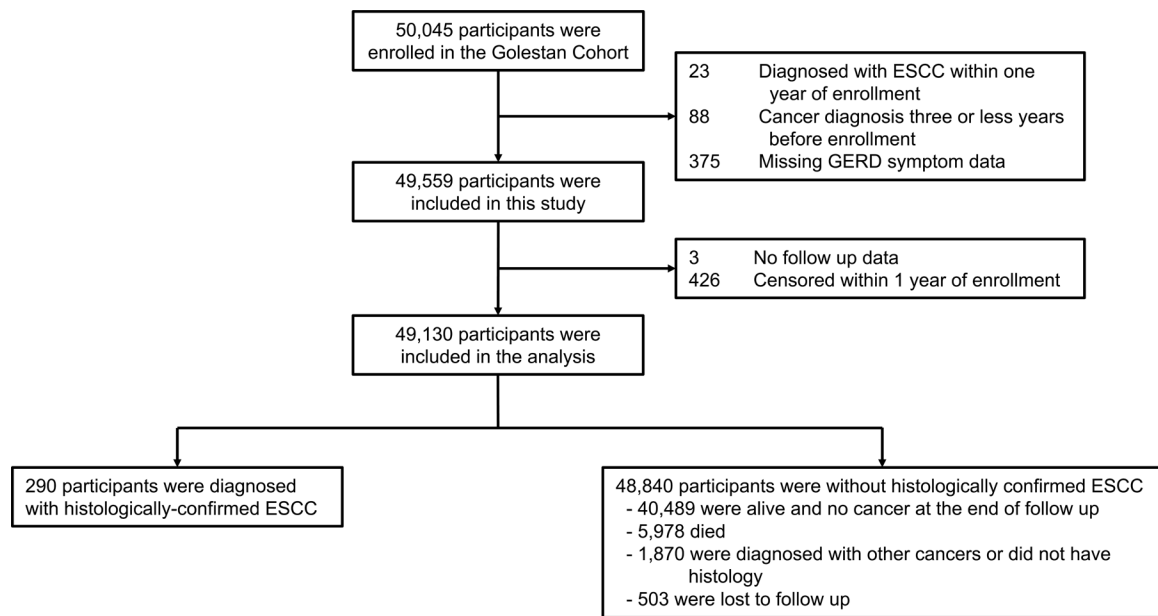 50,045 participants were
enrolled in the Golestan Cohort
23 Diagnosed with ESCC within one
year of enrollment
88 Cancer diagnosis three or less years
before enrollment
375 Missing GERD symptom data
49,559 participants were
included in this study
3 No follow up data
426 Censored within 1 year of enrollment
49,130 participants were
included in the analysis
290 participants were diagnosed
with histologically-confirmed ESCC
48,840 participants were without histologically confirmed ESCC
- 40,489 were alive and no cancer at the end of follow up
- 5,978 died
- 1,870 were diagnosed with other cancers or did not have
histology
- 503 were lost to follow up